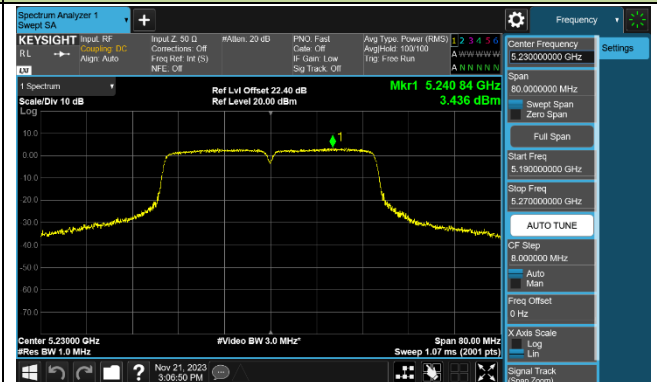 Spectrum Analyzer 1
Swept SA
Frequency
KEYSIGHT
RL
Input: RF
Coupling: DC
Align: Auto
Input Z: 50 Ω
Corrections: Off
Freq Ref: Int (S)
NFE: Off
#Atten: 20 dB
PNO: Fast
Gate: Off
IF Gain: Low
Sig Track: Off
Avg Type: Power (RMS)
Avg|Hold: 100/100
Trig: Free Run
1 2 3 4 5 6
A W W W W W
A N N N N N
LXI
1 Spectrum
Scale/Div 10 dB
Log
Ref Lvl Offset 22.40 dB
Ref Level 20.00 dBm
Mkr1 5.240 84 GHz
3.436 dBm
1
10.0
0.00
-10.0
-20.0
-30.0
-40.0
-50.0
-60.0
-70.0
Center 5.23000 GHz
#Res BW 1.0 MHz
#Video BW 3.0 MHz*
Span 80.00 MHz
Sweep 1.07 ms (2001 pts)
Center Frequency
5.230000000 GHz
Settings
Span
80.0000000 MHz
Swept Span
Zero Span
Full Span
Start Freq
5.190000000 GHz
Stop Freq
5.270000000 GHz
AUTO TUNE
CF Step
8.000000 MHz
Auto
Man
Freq Offset
0 Hz
X Axis Scale
Log
Lin
Signal Track
(Span Zoom)
?
Nov 21, 2023
3:06:50 PM